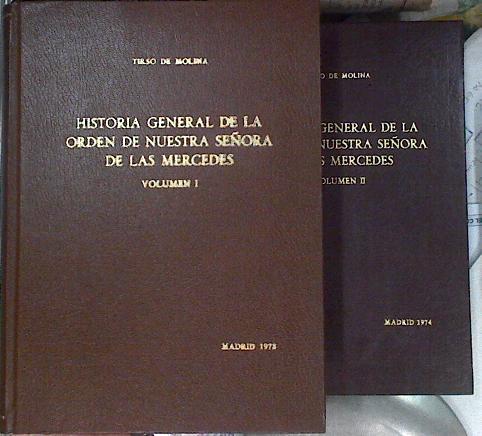 TIRSO DE MOLINA
HISTORIA GENERAL DE LA
ORDEN DE NUESTRA SEÑORA
DE LAS MERCEDES
VOLUMEN I
MADRID 1973
O DE MOLINA
GENERAL DE LA
NUESTRA SEÑORA
S MERCEDES
OLUMEN II
MADRID 1974